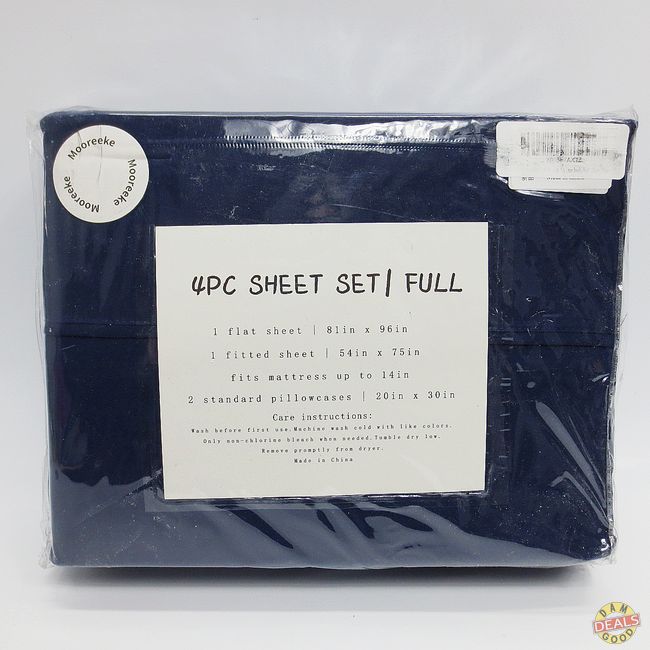 Mooreeke
Mooreeke
Mooreeke
4PC SHEET SET| FULL
1 flat sheet | 81in x 96in
1 fitted sheet | 54in x 75in
fits mattress up to 14in
2 standard pillowcases | 20in x 30in
Care instructions:
Wash before first use.Machine wash cold with like colors.
Only non-chlorine bleach when needed.Tumble dry low.
Remove promptly from dryer.
Made in China
DAM
DEALS
GOOD